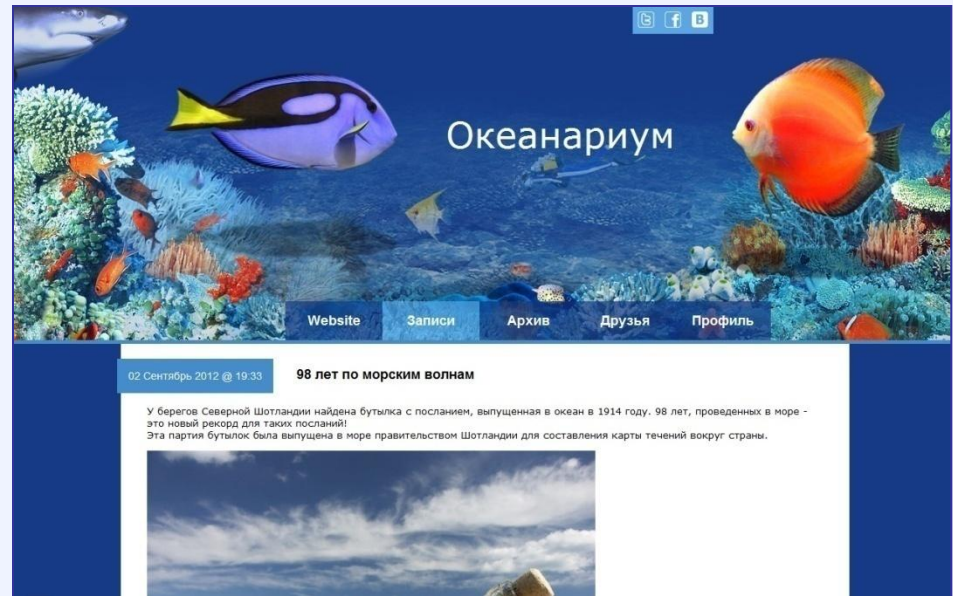 Океанариум
Website Записи Архив Друзья Профиль
02 Сентябрь 2012 @ 19:33
98 лет по морским волнам
У берегов Северной Шотландии найдена бутылка с посланием, выпущенная в океан в 1914 году. 98 лет, проведенных в море -
это новый рекорд для таких посланий!
Эта партия бутылок была выпущена в море правительством Шотландии для составления карты течений вокруг страны.